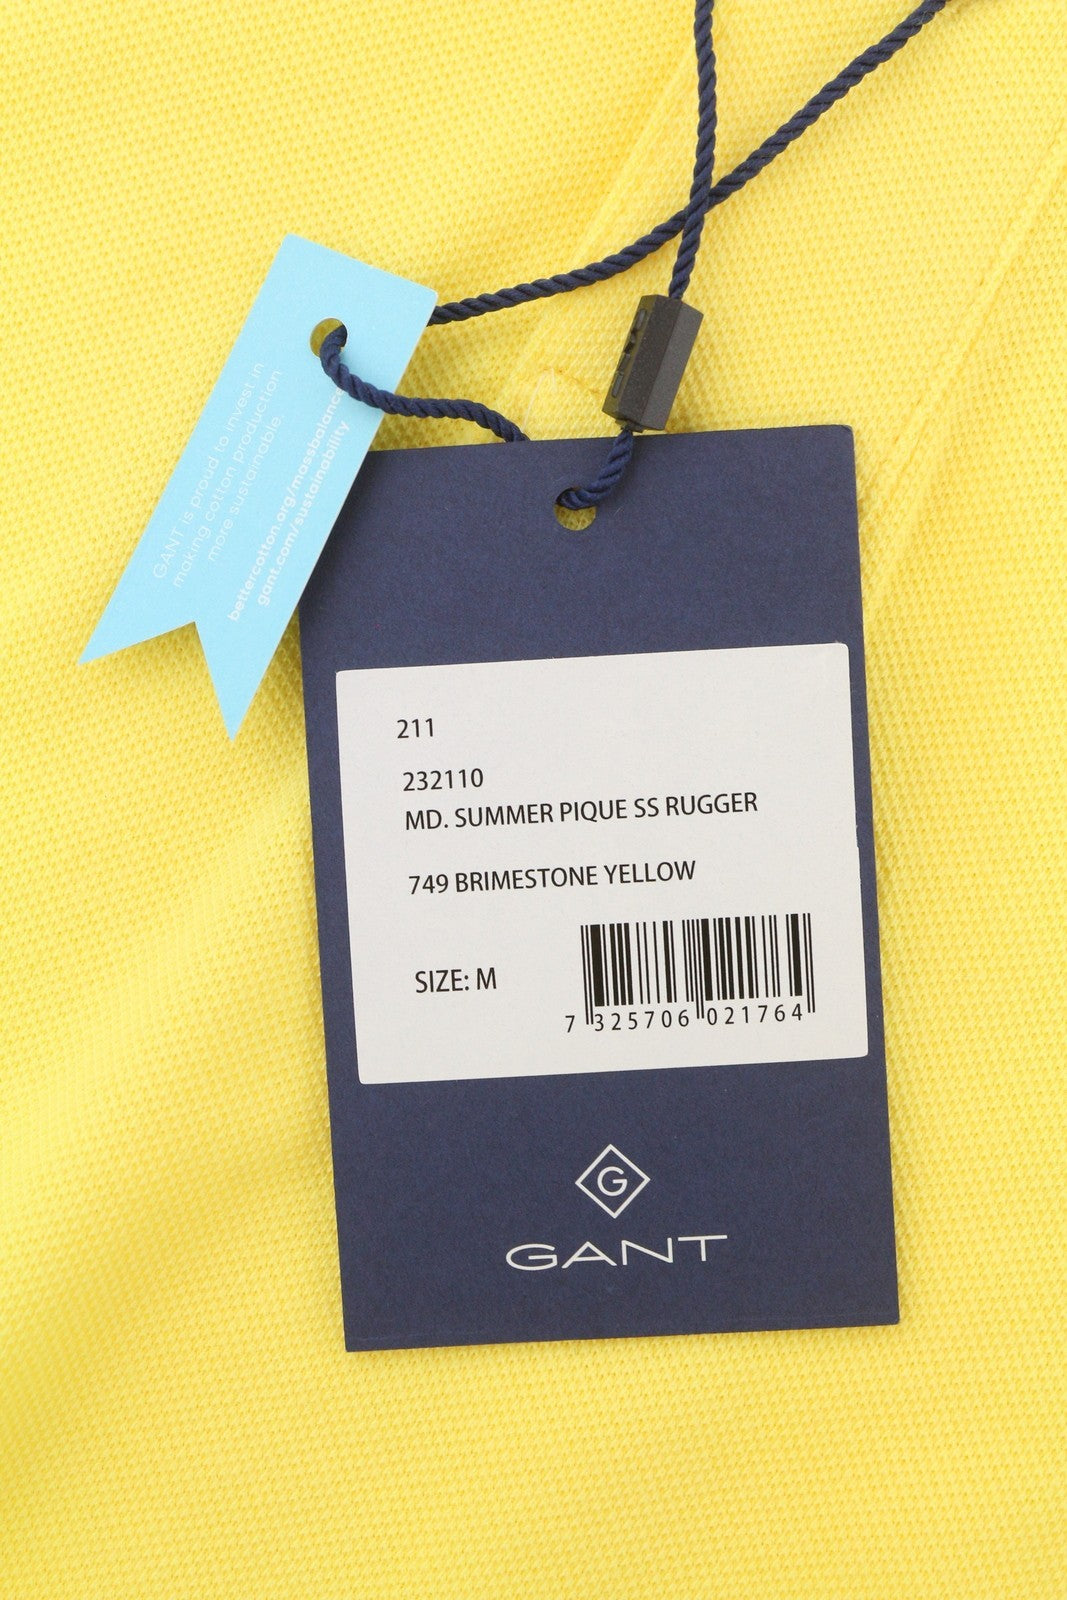 GANT is proud to invest in
making cotton production
more sustainable.
bettercotton.org/massbalance
gant.com/sustainability
211
232110
MD. SUMMER PIQUE SS RUGGER
749 BRIMESTONE YELLOW
SIZE: M
7 325706 021764
G
GANT